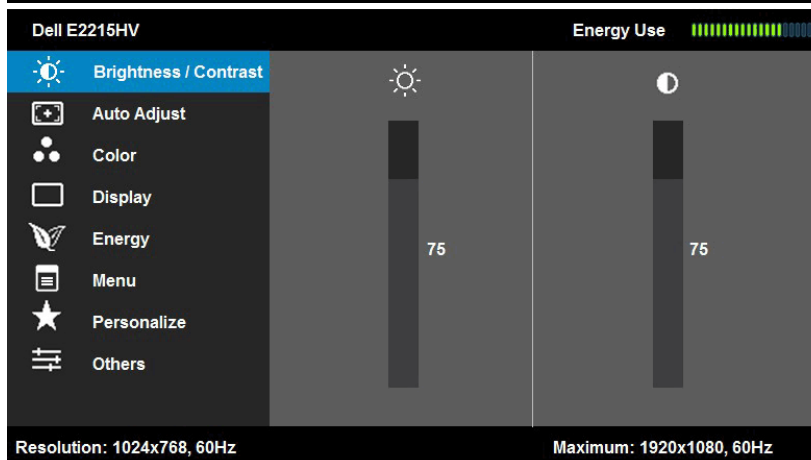 Dell E2215HV Energy Use
Brightness / Contrast
Auto Adjust
Color
Display
Energy
75 75
Menu
Personalize
Others
Resolution: 1024x768, 60Hz Maximum: 1920x1080, 60Hz